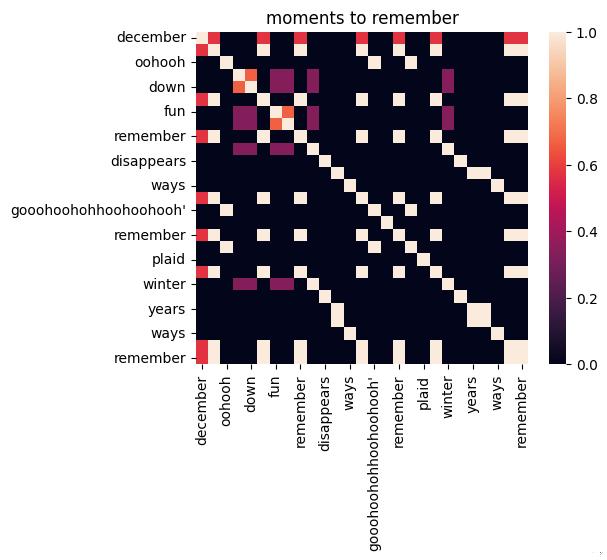 moments to remember
december
oohooh
down
fun
remember
disappears
ways
gooohoohohhoohoohooh'
remember
plaid
winter
years
ways
remember
1.0
0.8
0.6
0.4
0.2
0.0
december
oohooh
down
fun
remember
disappears
ways
gooohoohohhoohoohooh'
remember
plaid
winter
years
ways
remember